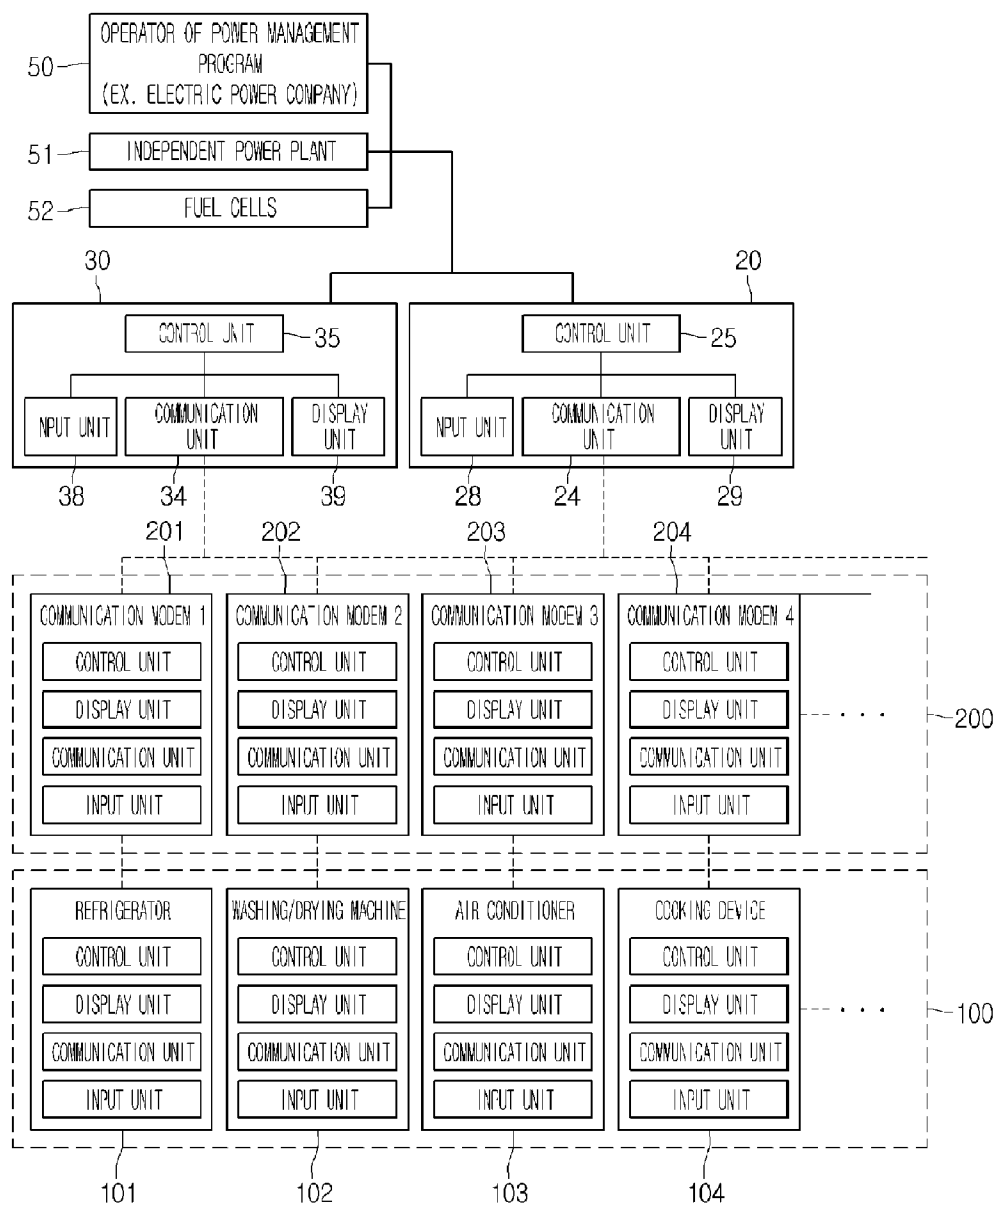 OPERATOR OF POWER MANAGEMENT
PROGRAM
(EX. ELECTRIC POWER COMPANY)
50
INDEPENDENT POWER PLANT
51
FUEL CELLS
52
30
20
CONTROL UNIT
35
CONTROL UNIT
25
NPUT UNIT
COMMUNICATION
UNIT
DISPLAY
UNIT
NPUT UNIT
COMMUNICATION
UNIT
DISPLAY
UNIT
38
34
39
28
24
29
201
202
203
204
COMMUNICATION MODEM 1
CONTROL UNIT
DISPLAY UNIT
COMMUNICATION UNIT
INPUT UNIT
COMMUNICATION MODEM 2
CONTROL UNIT
DISPLAY UNIT
COMMUNICATION UNIT
INPUT UNIT
COMMUNICATION MODEM 3
CONTROL UNIT
DISPLAY UNIT
COMMUNICATION UNIT
INPUT UNIT
COMMUNICATION MODEM 4
CONTROL UNIT
DISPLAY UNIT
COMMUNICATION UNIT
INPUT UNIT
. . .
200
REFRIGERATOR
CONTROL UNIT
DISPLAY UNIT
COMMUNICATION UNIT
INPUT UNIT
WASHING/DRYING MACHINE
CONTROL UNIT
DISPLAY UNIT
COMMUNICATION UNIT
INPUT UNIT
AIR CONDITIONER
CONTROL UNIT
DISPLAY UNIT
COMMUNICATION UNIT
INPUT UNIT
COOKING DEVICE
CONTROL UNIT
DISPLAY UNIT
COMMUNICATION UNIT
INPUT UNIT
. . .
100
101
102
103
104